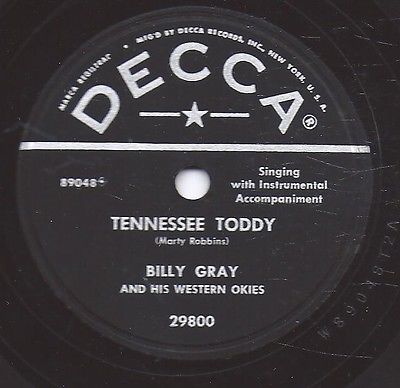 MARCA REGISTRADA MF'D BY DECCA RECORDS, INC., NEW YORK, U.S.A.
DECCA®
89048
Singing
with Instrumental
Accompaniment
TENNESSEE TODDY
(Marty Robbins)
BILLY GRAY
AND HIS WESTERN OKIES
29800